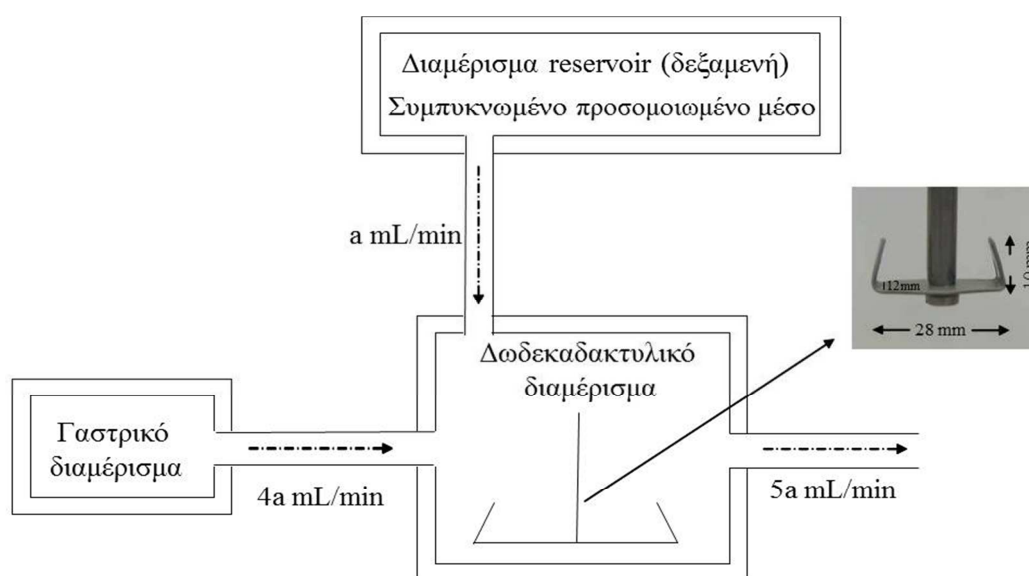 Διαμέρισμα reservoir (δεξαμενή)
Συμπυκνωμένο προσομοιωμένο μέσο
a mL/min
Δωδεκαδακτυλικό
διαμέρισμα
Γαστρικό
διαμέρισμα
4a mL/min
5a mL/min
12mm
10 mm
28 mm